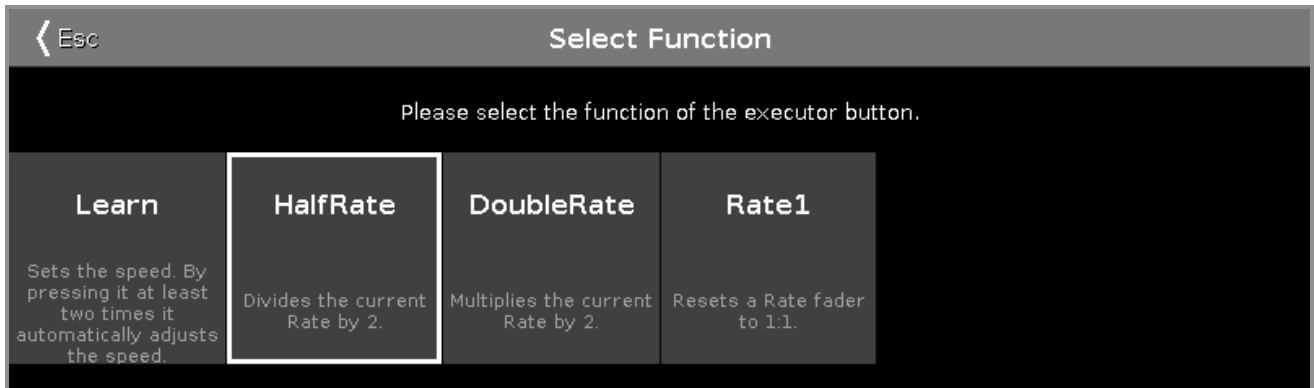 Esc
Select Function
Please select the function of the executor button.
Learn
Sets the speed. By
pressing it at least
two times it
automatically adjusts
the speed.
HalfRate
Divides the current
Rate by 2.
DoubleRate
Multiplies the current
Rate by 2.
Rate1
Resets a Rate fader
to 1:1.